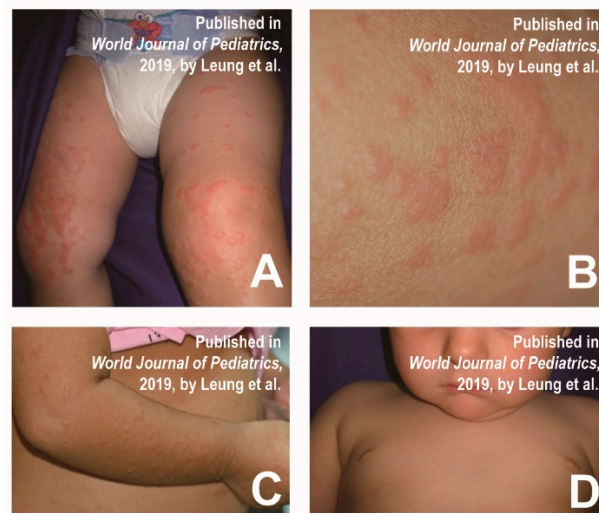 Published in
World Journal of Pediatrics,
2019, by Leung et al.
A
Published in
World Journal of Pediatrics,
2019, by Leung et al.
B
Published in
World Journal of Pediatrics,
2019, by Leung et al.
C
Published in
World Journal of Pediatrics,
2019, by Leung et al.
D